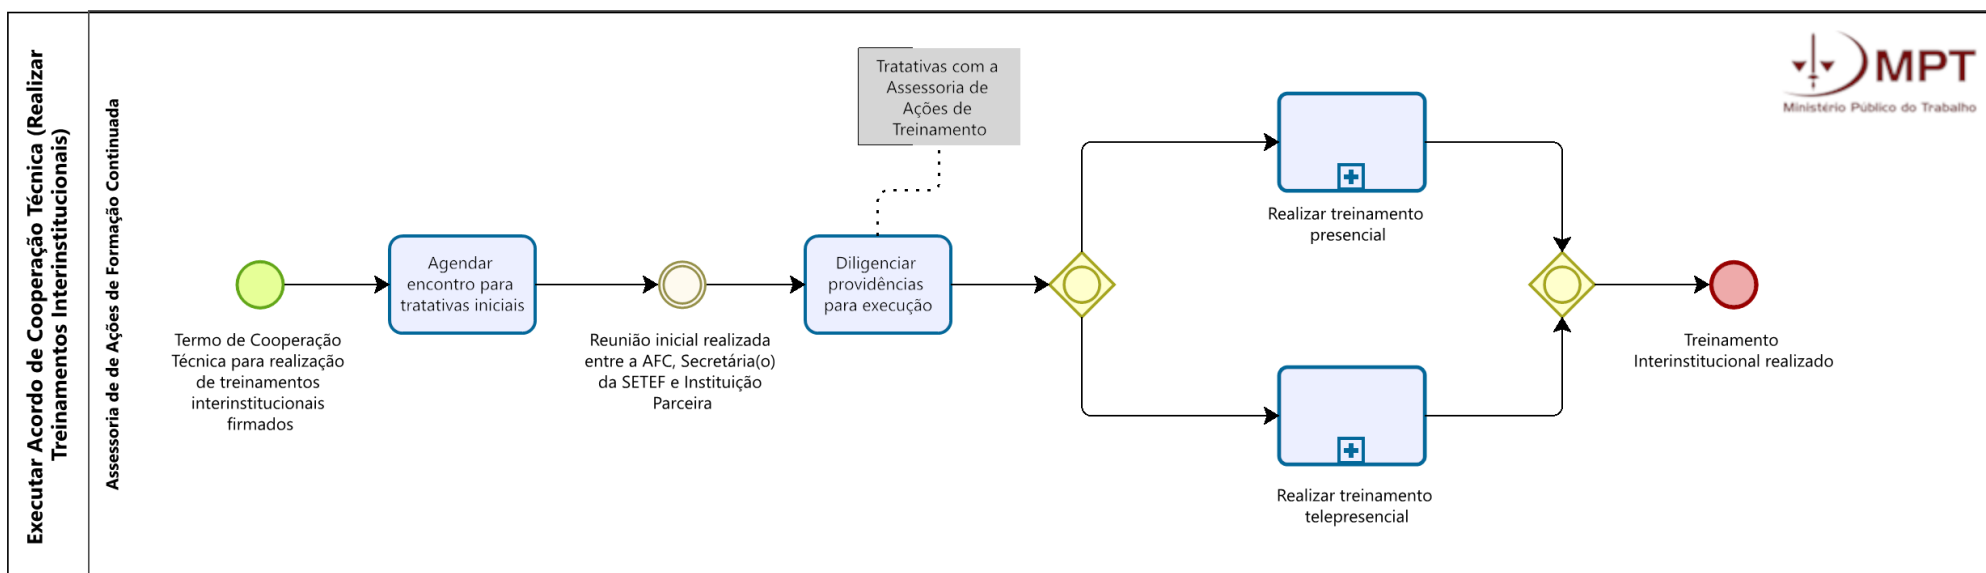 Executar Acordo de Cooperação Técnica (Realizar
Treinamentos Interinstitucionais)
Assessoria de de Ações de Formação Continuada
Termo de Cooperação
Técnica para realização
de treinamentos
interinstitucionais
firmados
Agendar
encontro para
tratativas iniciais
Reunião inicial realizada
entre a AFC, Secretária(o)
da SETEF e Instituição
Parceira
Tratativas com a
Assessoria de
Ações de
Treinamento
Diligenciar
providências
para execução
Realizar treinamento
presencial
Realizar treinamento
telepresencial
Treinamento
Interinstitucional realizado
MPT
Ministério Público do Trabalho